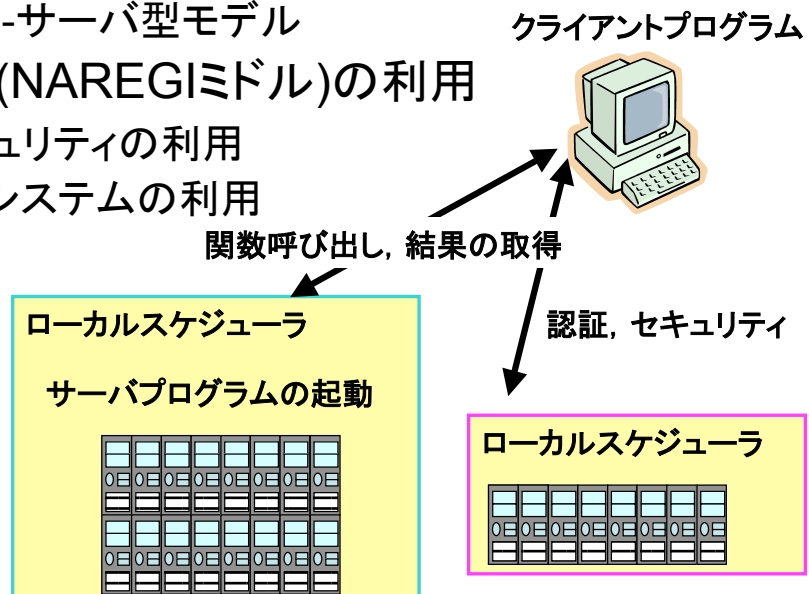 -サーバ型モデル
クライアントプログラム
(NAREGIミドル)の利用
ュリティの利用
システムの利用
関数呼び出し, 結果の取得
ローカルスケジューラ
認証, セキュリティ
サーバプログラムの起動
ローカルスケジューラ